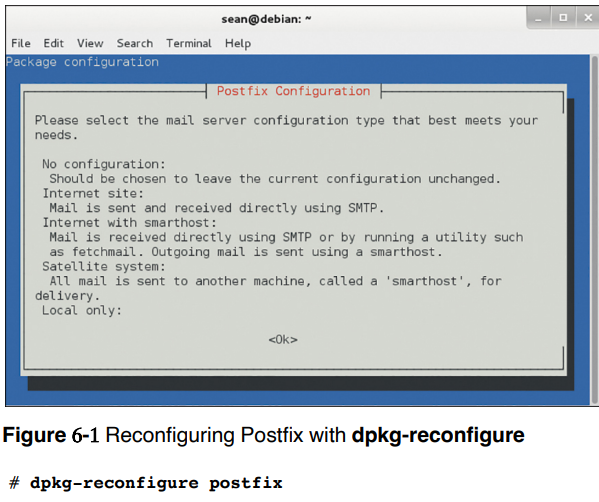 sean@debian: ~
File Edit View Search Terminal Help
Package configuration
Postfix Configuration
Please select the mail server configuration type that best meets your
needs.
No configuration:
Should be chosen to leave the current configuration unchanged.
Internet site:
Mail is sent and received directly using SMTP.
Internet with smarthost:
Mail is received directly using SMTP or by running a utility such
as fetchmail. Outgoing mail is sent using a smarthost.
Satellite system:
All mail is sent to another machine, called a 'smarthost', for
delivery.
Local only:
<Ok>
Figure 6-1 Reconfiguring Postfix with dpkg-reconfigure
# dpkg-reconfigure postfix